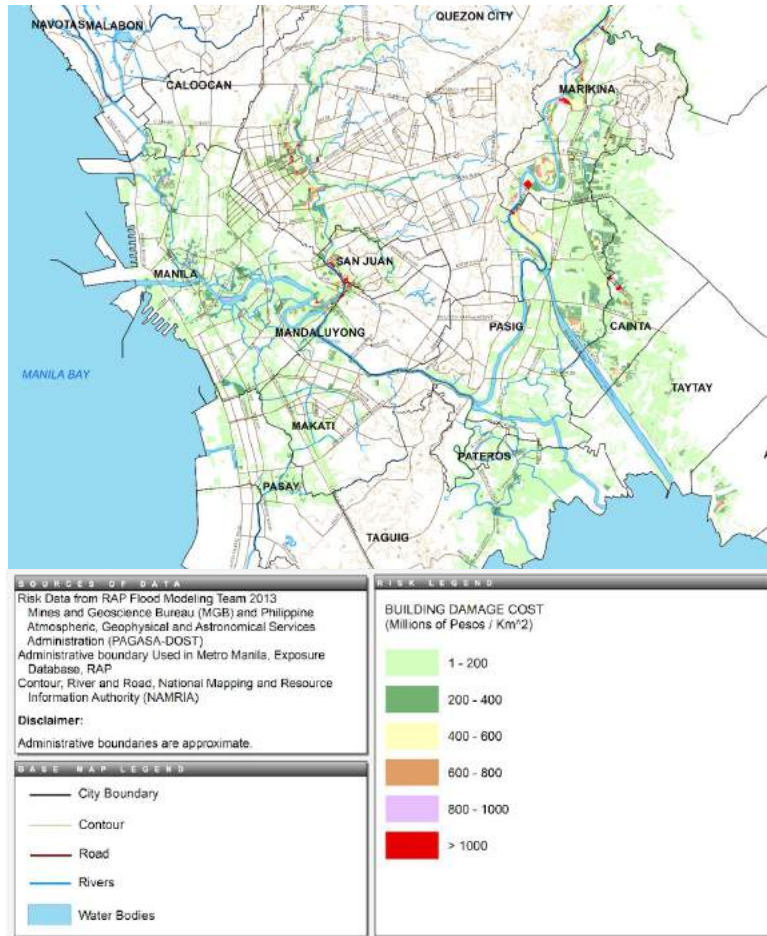 QUEZON CITY
NAVOTAS MALABON
CALOOCAN
MARIKINA
SAN JUAN
MANILA
MANDALUYONG
PASIG
CAINTA
MANILA BAY
TAYTAY
MAKATI
PATEROS
PASAY
TAGUIG
SOURCES OF DATA
Risk Data from RAP Flood Modeling Team 2013
Mines and Geoscience Bureau (MGB) and Philippine
Atmospheric, Geophysical and Astronomical Services
Administration (PAGASA-DOST)
Administrative boundary Used in Metro Manila, Exposure
Database, RAP
Contour, River and Road, National Mapping and Resource
Information Authority (NAMRIA)
Disclaimer:
Administrative boundaries are approximate.
BASE MAP LEGEND
City Boundary
Contour
Road
Rivers
Water Bodies
RISK LEGEND
BUILDING DAMAGE COST
(Millions of Pesos / Km^2)
1 - 200
200 - 400
400 - 600
600 - 800
800 - 1000
> 1000